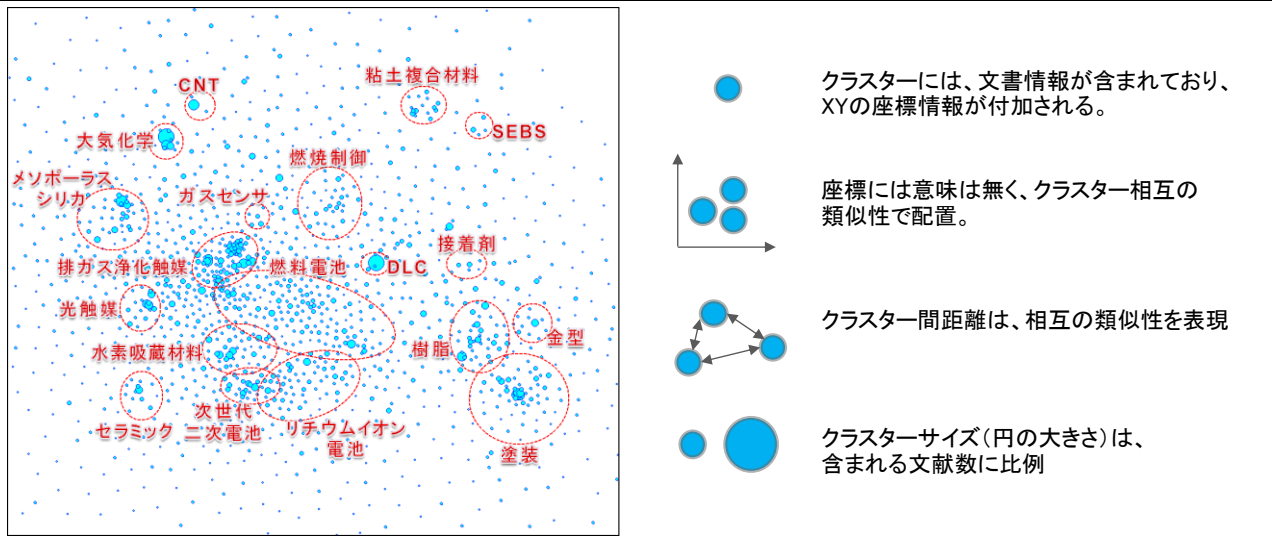 CNT
粘土複合材料
SEBS
大気化学
燃焼制御
メソポーラス
シリカ
ガスセンサ
接着剤
排ガス浄化触媒
燃料電池
DLC
光触媒
金型
水素吸蔵材料
樹脂
セラミック
次世代
二次電池
リチウムイオン
電池
塗装
クラスターには、文書情報が含まれており、
XYの座標情報が付加される。
座標には意味は無く、クラスター相互の
類似性で配置。
クラスター間距離は、相互の類似性を表現
クラスターサイズ（円の大きさ）は、
含まれる文献数に比例